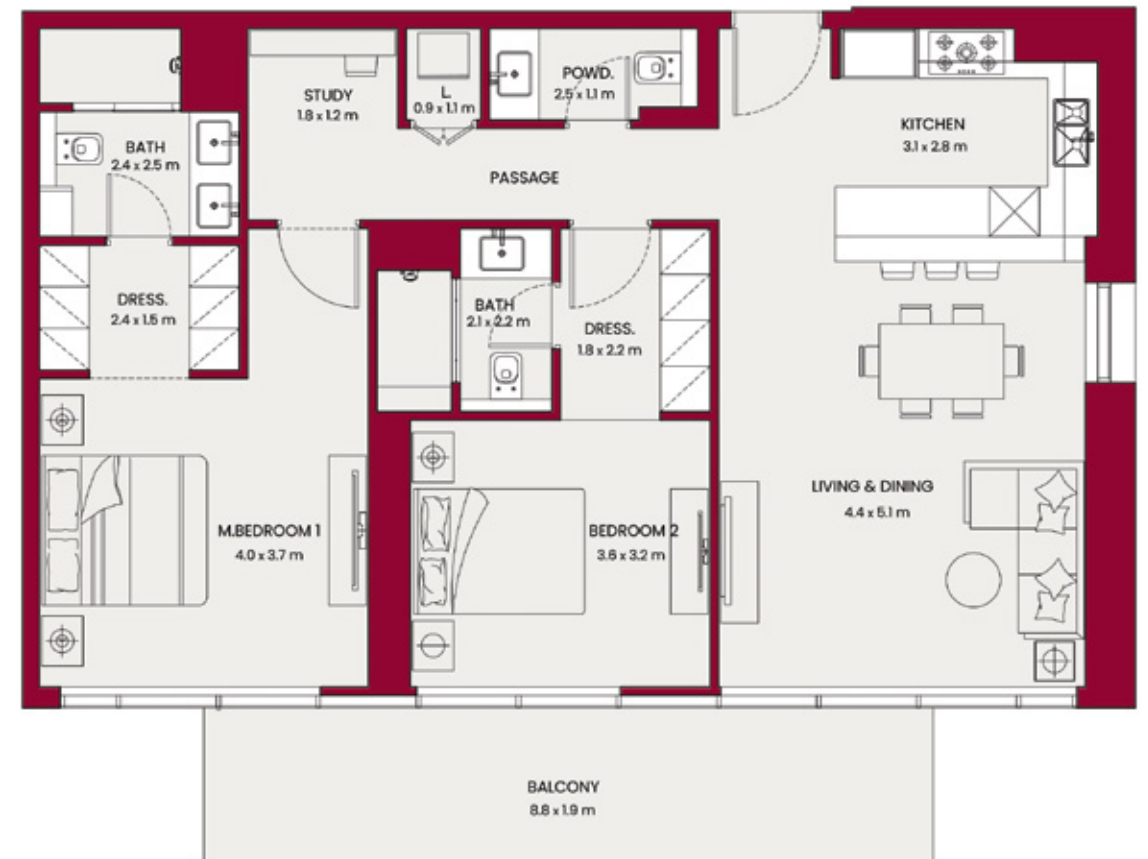 STUDY
1.8 x 1.2 m
L.
0.9 x 1.1 m
POWD.
2.5 x 1.1 m
KITCHEN
3.1 x 2.8 m
BATH
2.4 x 2.5 m
PASSAGE
DRESS.
2.4 x 1.5 m
BATH
2.1 x 2.2 m
DRESS.
1.8 x 2.2 m
LIVING & DINING
4.4 x 5.1 m
M.BEDROOM 1
4.0 x 3.7 m
BEDROOM 2
3.6 x 3.2 m
BALCONY
8.8 x 1.9 m